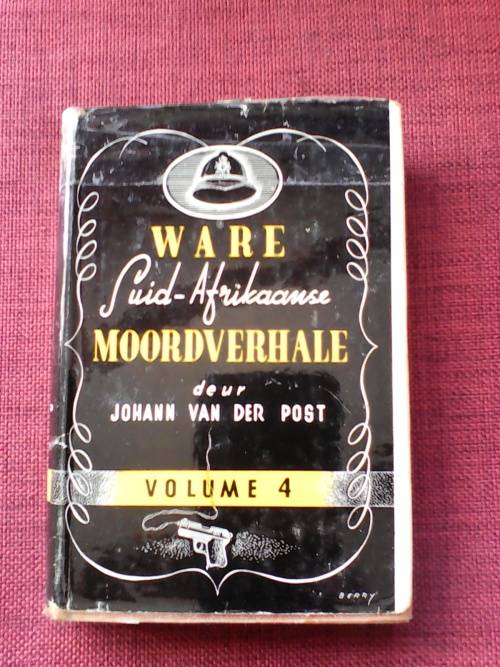 WARE
Suid-Afrikaanse
MOORDVERHALE
deur
JOHANN VAN DER POST
VOLUME 4
BERRY